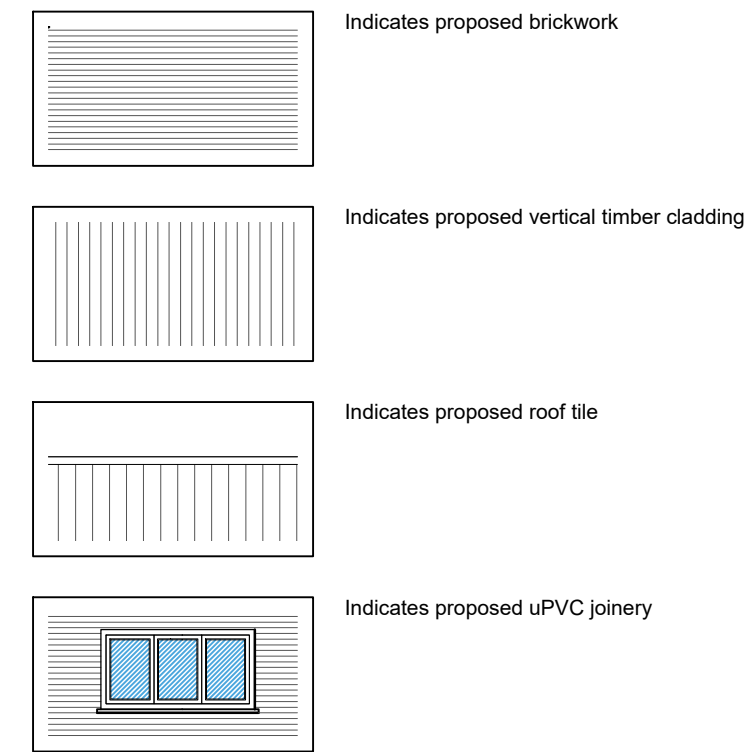 Indicates proposed brickwork
Indicates proposed vertical timber cladding
Indicates proposed roof tile
Indicates proposed uPVC joinery